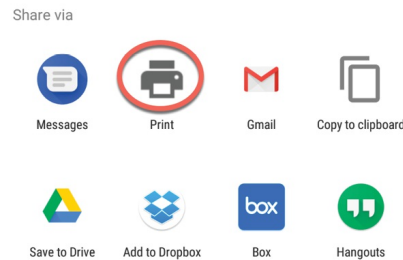 Share via
Messages Print Gmail Copy to clipboard
box
Save to Drive Add to Dropbox Box Hangouts